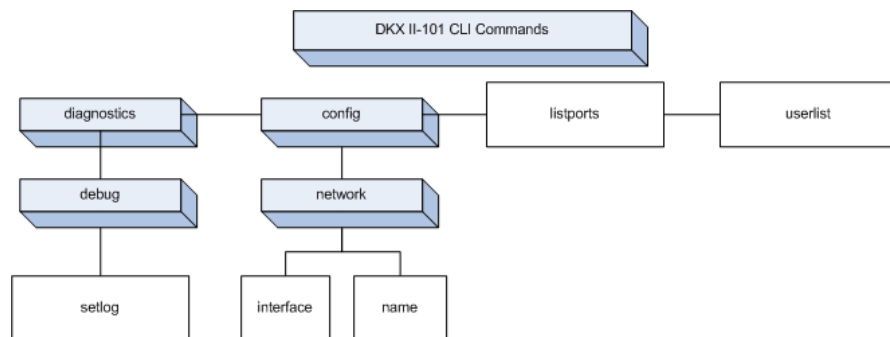 DKX II-101 CLI Commands
diagnostics
config
listports
userlist
debug
network
setlog
interface
name